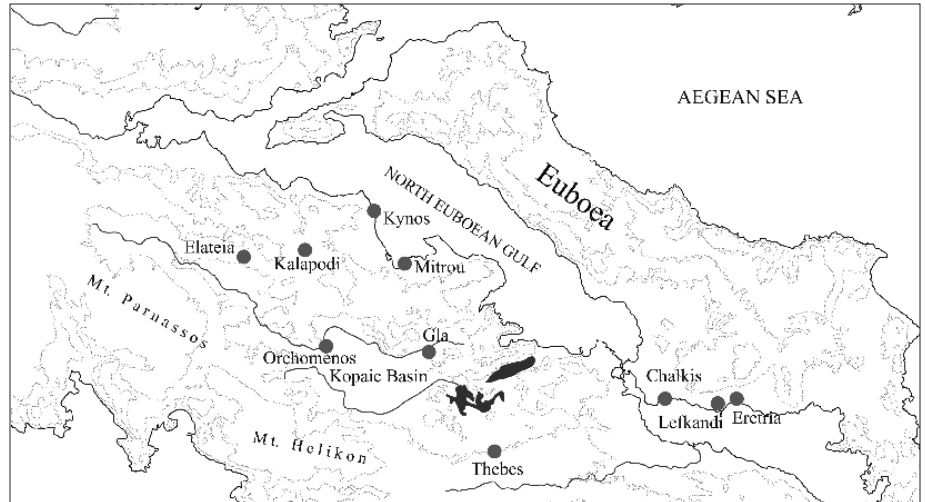 AEGEAN SEA
Euboea
NORTH EUBOEAN GULF
Kynos
Elateia
Kalapodi
Mitrou
Mt. Parnassos
Gla
Orchomenos
Kopaic Basin
Chalkis
Lefkandi
Eretria
Mt. Helikon
Thebes